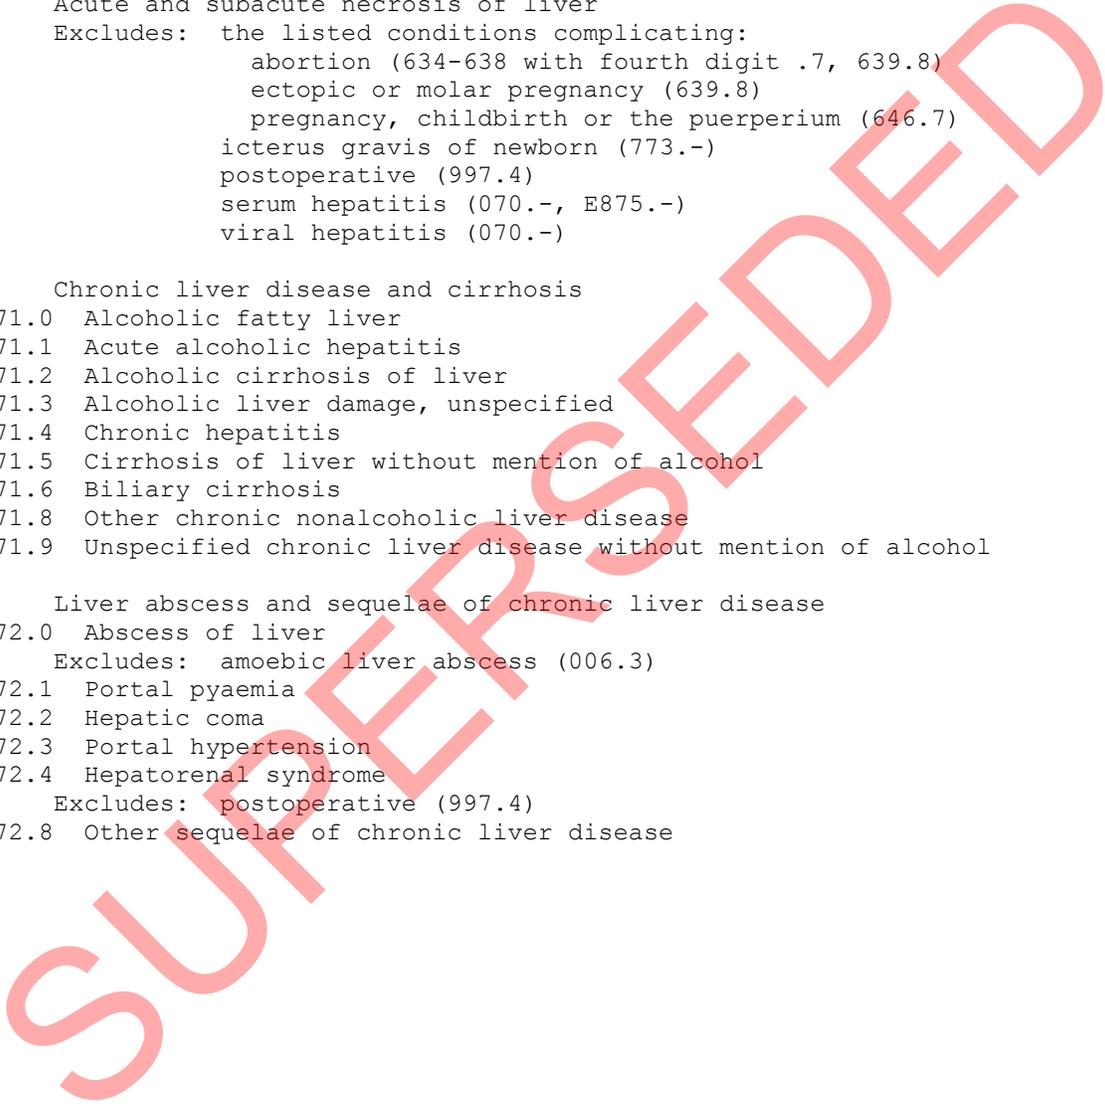 Acute and subacute necrosis of liver
Excludes:  the listed conditions complicating:
abortion (634-638 with fourth digit .7, 639.8)
ectopic or molar pregnancy (639.8)
pregnancy, childbirth or the puerperium (646.7)
icterus gravis of newborn (773.-)
postoperative (997.4)
serum hepatitis (070.-, E875.-)
viral hepatitis (070.-)
Chronic liver disease and cirrhosis
71.0  Alcoholic fatty liver
71.1  Acute alcoholic hepatitis
71.2  Alcoholic cirrhosis of liver
71.3  Alcoholic liver damage, unspecified
71.4  Chronic hepatitis
71.5  Cirrhosis of liver without mention of alcohol
71.6  Biliary cirrhosis
71.8  Other chronic nonalcoholic liver disease
71.9  Unspecified chronic liver disease without mention of alcohol
Liver abscess and sequelae of chronic liver disease
72.0  Abscess of liver
Excludes:  amoebic liver abscess (006.3)
72.1  Portal pyaemia
72.2  Hepatic coma
72.3  Portal hypertension
72.4  Hepatorenal syndrome
Excludes:  postoperative (997.4)
72.8  Other sequelae of chronic liver disease
SUPERSEDED